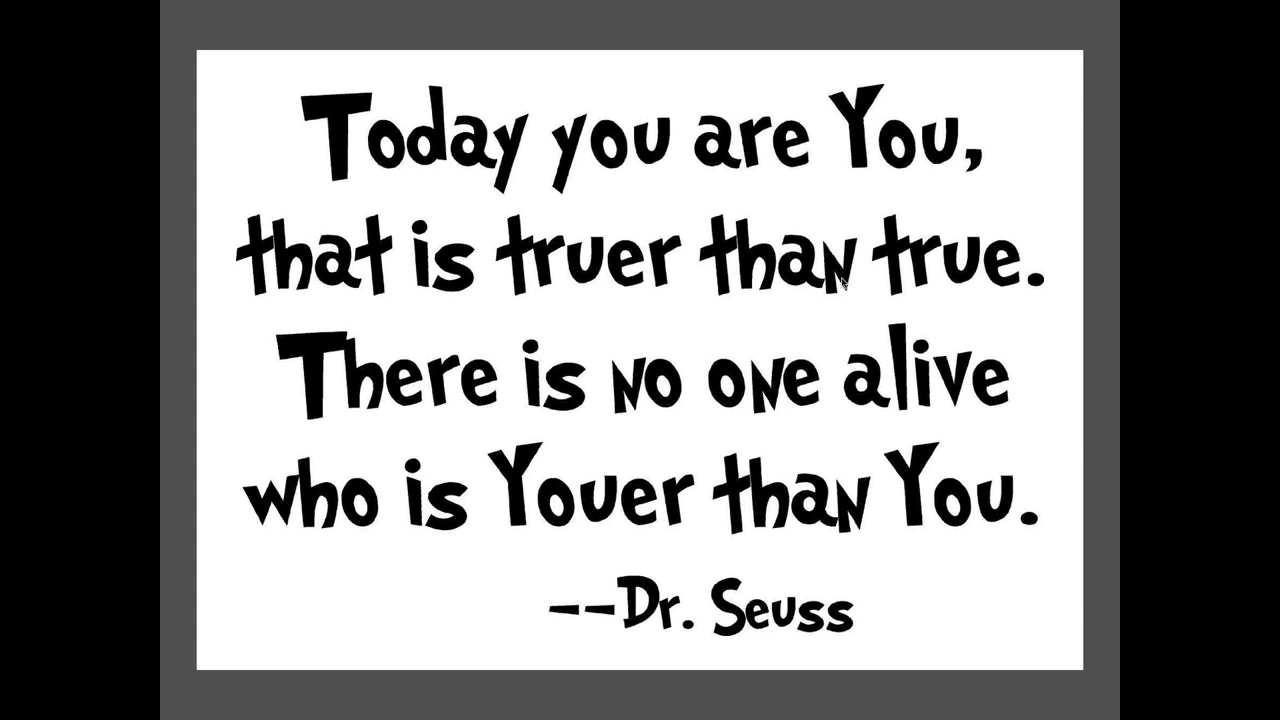 Today you are You,
that is truer than true.
There is no one alive
who is Youer than You.
--Dr. Seuss